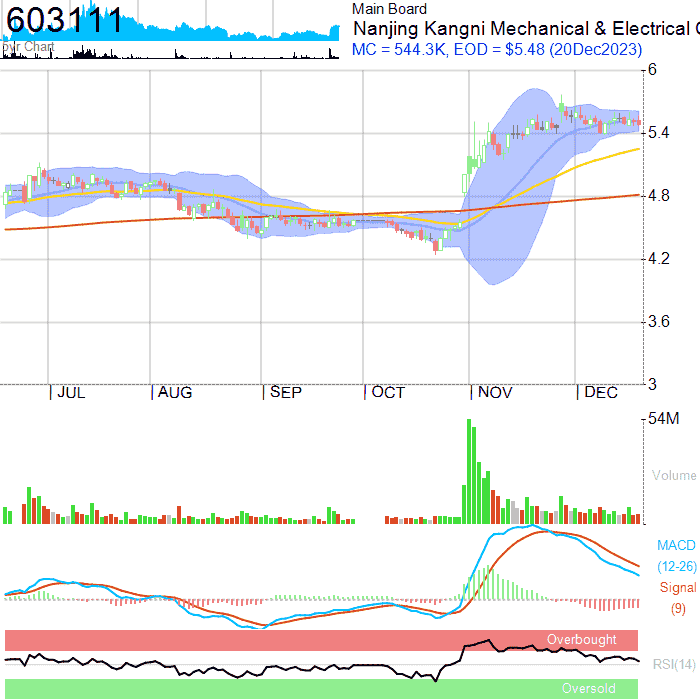 603111
5yr Chart
Main Board
Nanjing Kangni Mechanical & Electrical C
MC = 544.3K, EOD = $5.48 (20Dec2023)
6
5.4
4.8
4.2
3.6
3
JUL AUG SEP OCT NOV DEC
54M
Volume
MACD
(12-26)
Signal
(9)
Overbought
RSI(14)
Oversold